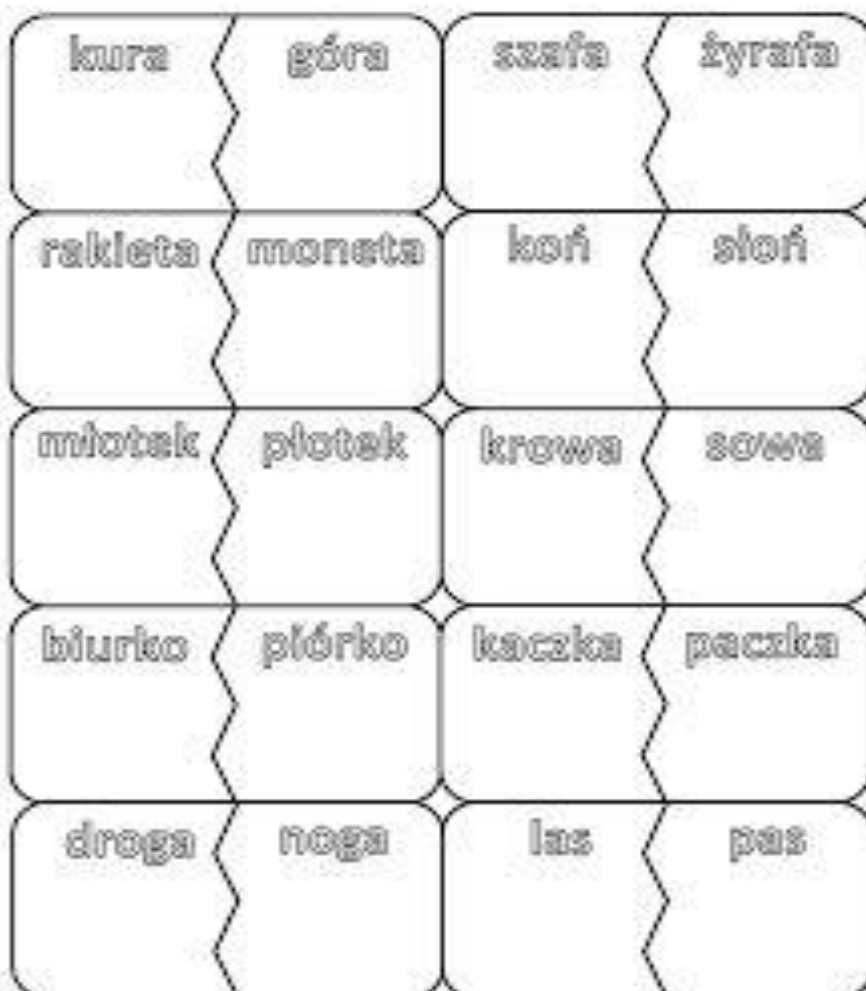 kura góra szafa żyrafa
rakieta moneta koń słoń
młotek płotek krowa sowa
biurko piórko kaczka paczka
droga noga las pas